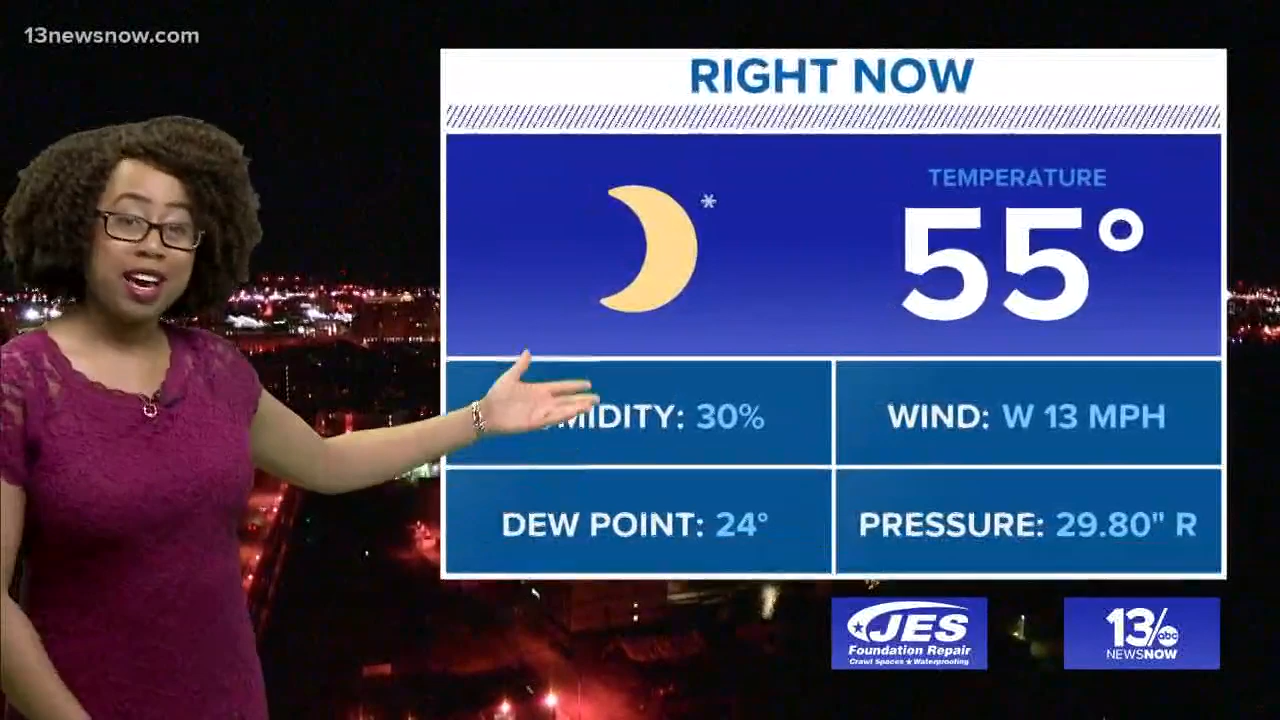 13newsnow.com
RIGHT NOW
TEMPERATURE
55°
30%
WIND: W 13 MPH
DEW POINT: 24°
PRESSURE: 29.80" R
JES
Foundation Repair
Crawl Spaces ★ Waterproofing
13
abc
NEWSNOW